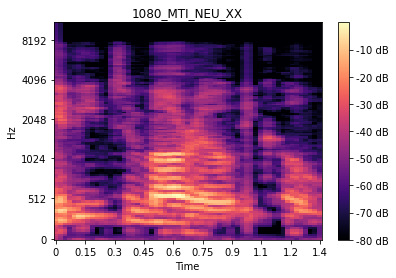 1080_MTI_NEU_XX
8192
4096
2048
1024
512
0
Hz
0 0.15 0.3 0.45 0.6 0.75 0.9 1.1 1.2 1.4
Time
-10 dB
-20 dB
-30 dB
-40 dB
-50 dB
-60 dB
-70 dB
-80 dB